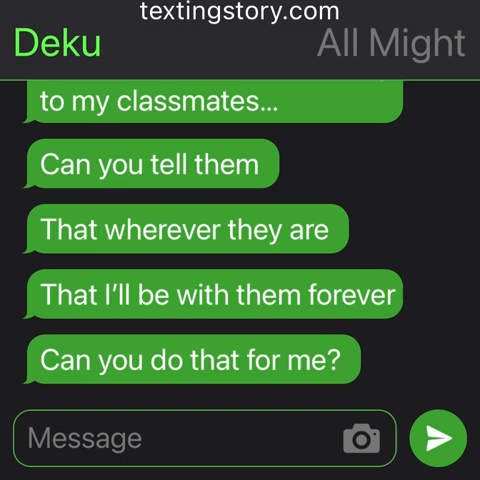 textingstory.com
Deku
All Might
to my classmates...
Can you tell them
That wherever they are
That I'll be with them forever
Can you do that for me?
Message